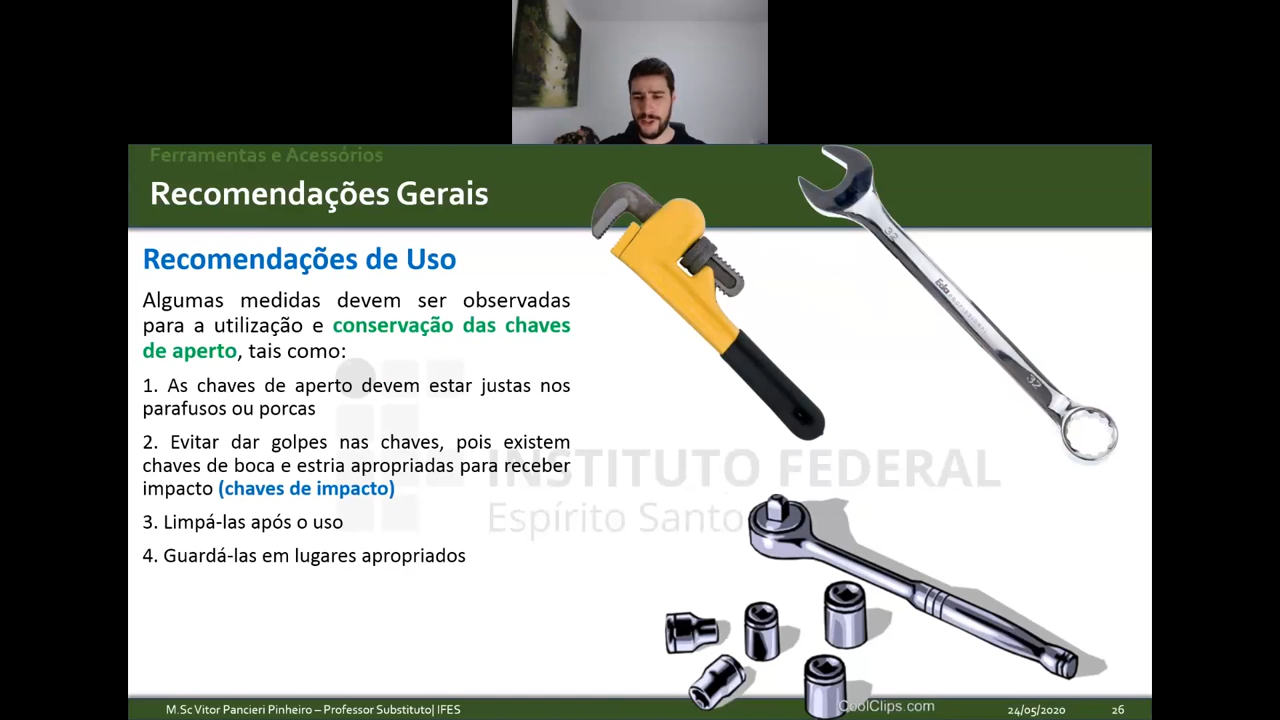 Ferramentas e Acessórios
Recomendações Gerais
Recomendações de Uso
Algumas medidas devem ser observadas
para a utilização e conservação das chaves
de aperto, tais como:
1. As chaves de aperto devem estar justas nos
parafusos ou porcas
2. Evitar dar golpes nas chaves, pois existem
chaves de boca e estria apropriadas para receber
impacto (chaves de impacto)
3. Limpá-las após o uso
4. Guardá-las em lugares apropriados
32
Eda
32
INSTITUTO FEDERAL
Espírito Santo
CoolClips.com
M.Sc Vitor Pancieri Pinheiro – Professor Substituto| IFES
24/05/2020
26